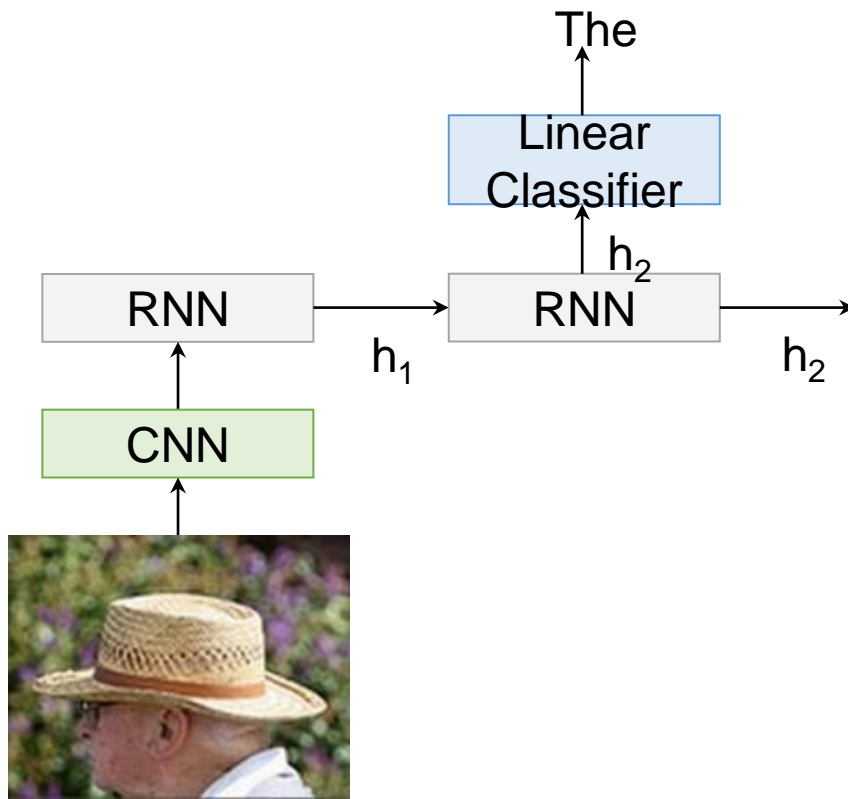 The
Linear
Classifier
h₂
RNN
RNN
h₁
h₂
CNN